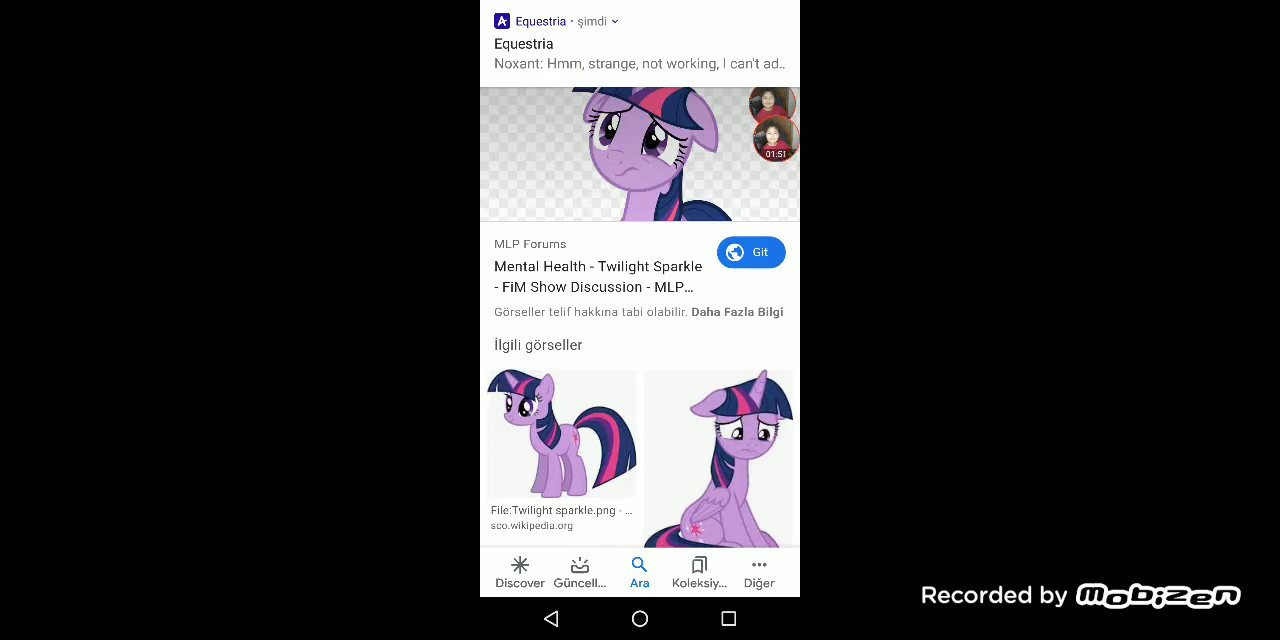 Equestria • şimdi
Equestria
Noxant: Hmm, strange, not working, I can't ad..
01:51
MLP Forums
Git
Mental Health - Twilight Sparkle
- FiM Show Discussion - MLP...
Görseller telif hakkına tabi olabilir. Daha Fazla Bilgi
İlgili görseller
File:Twilight sparkle.png - ...
sco.wikipedia.org
Discover
Güncell...
Ara
Koleksiy...
Diğer
Recorded by mobizen